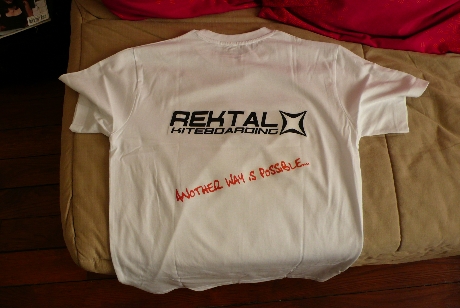 REKTAL
KITEBOARDING
ANOTHER WAY IS POSSIBLE...